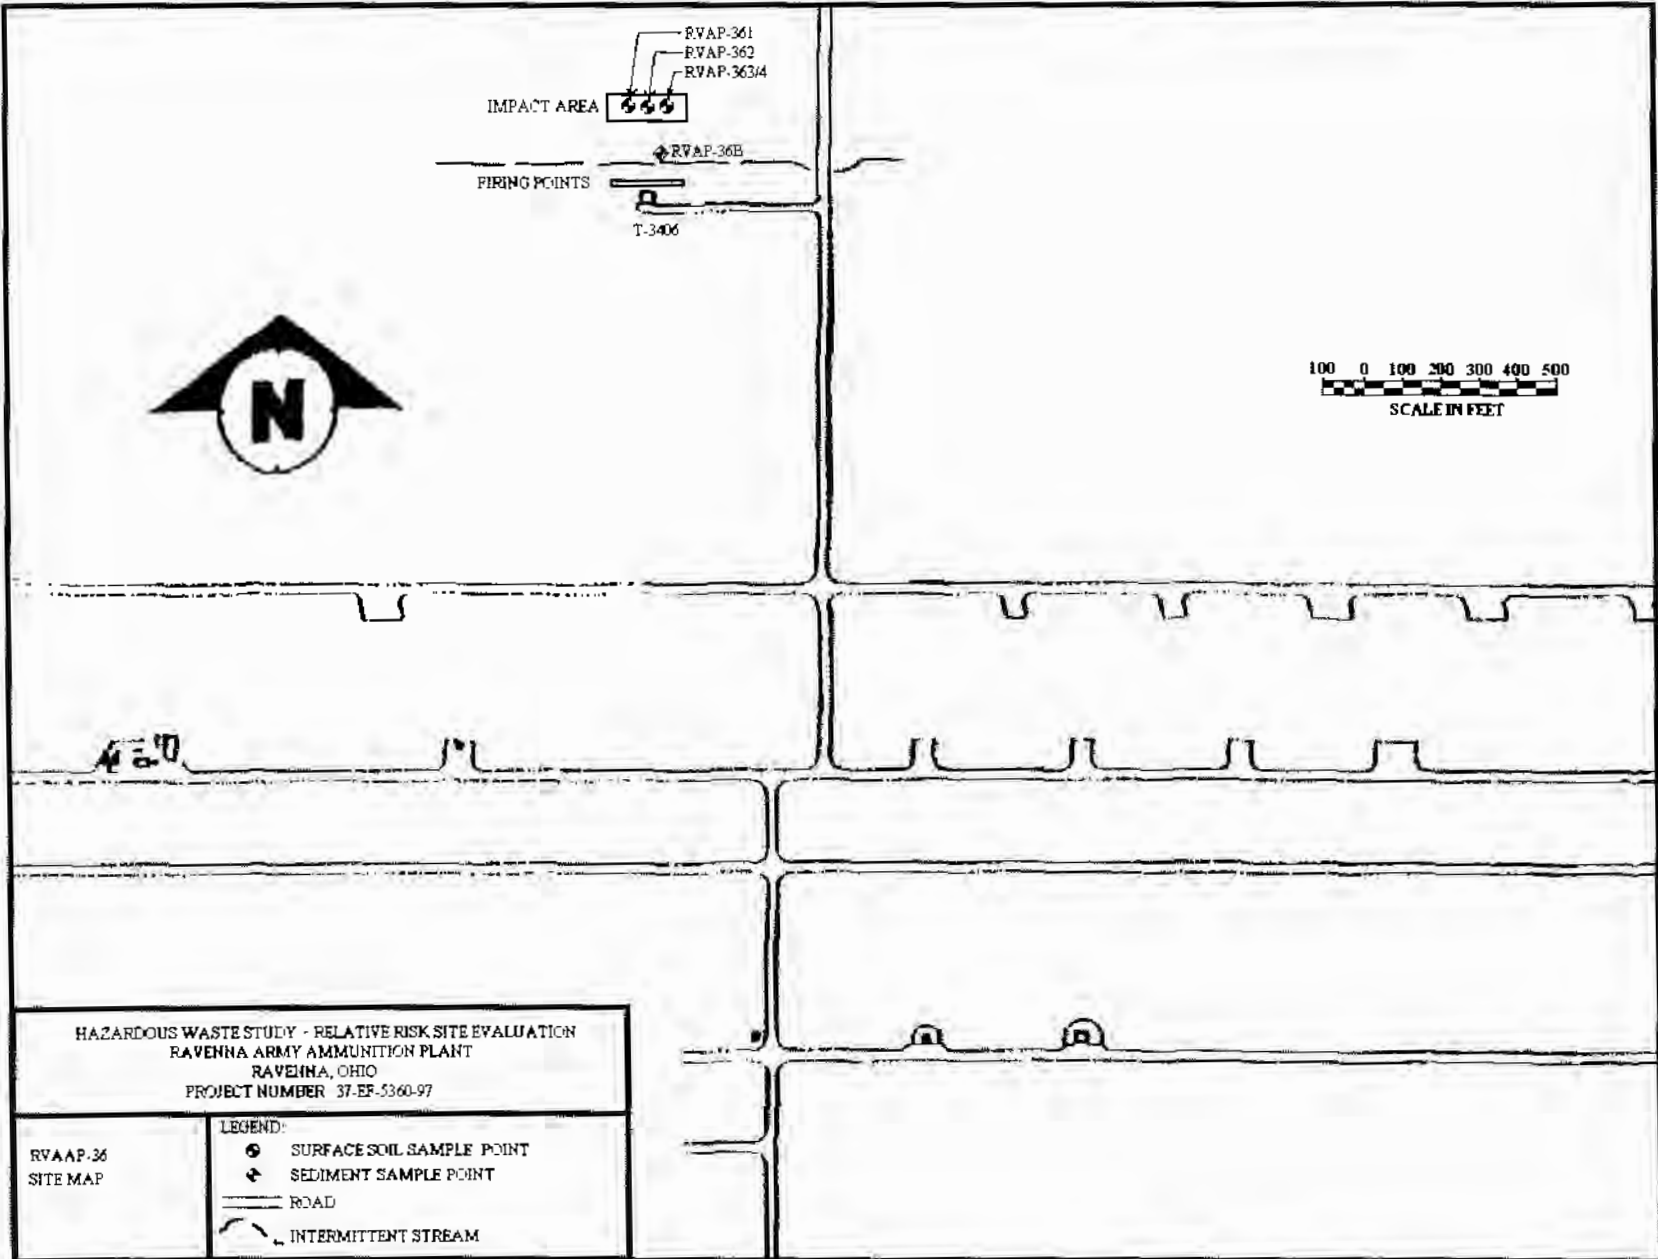 RVAP-361
RVAP-362
RVAP-363/4
IMPACT AREA
RVAP-36B
FIRING POINTS
T-3406
N
100 0 100 200 300 400 500
SCALE IN FEET
HAZARDOUS WASTE STUDY - RELATIVE RISK SITE EVALUATION
RAVENNA ARMY AMMUNITION PLANT
RAVENNA, OHIO
PROJECT NUMBER 37-EF-5360-97
RVAAP-36
SITE MAP
LEGEND:
SURFACE SOIL SAMPLE POINT
SEDIMENT SAMPLE POINT
ROAD
INTERMITTENT STREAM